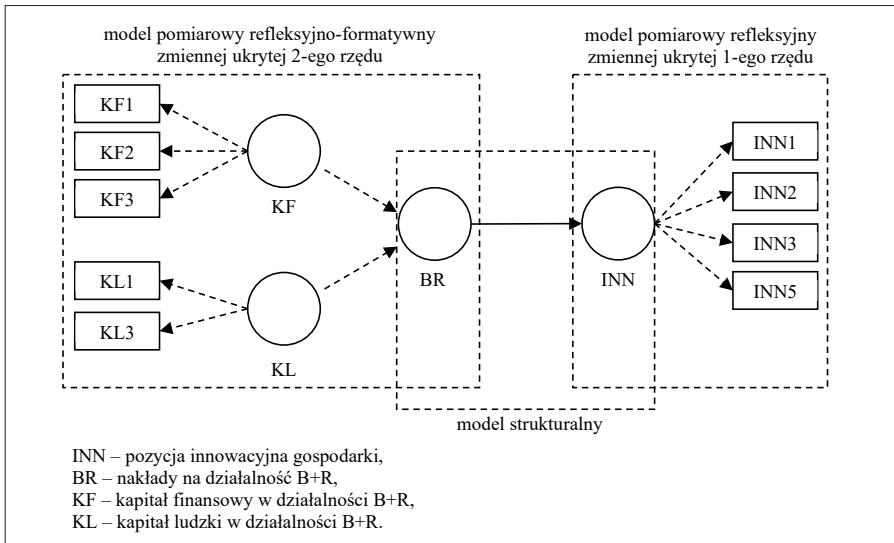 model pomiarowy refleksyjno-formatywny
zmiennej ukrytej 2-ego rzędu
model pomiarowy refleksyjny
zmiennej ukrytej 1-ego rzędu
KF1
KF2
KF3
KF
KL1
KL3
KL
BR
INN
INN1
INN2
INN3
INN5
model strukturalny
INN – pozycja innowacyjna gospodarki,
BR – nakłady na działalność B+R,
KF – kapitał finansowy w działalności B+R,
KL – kapitał ludzki w działalności B+R.